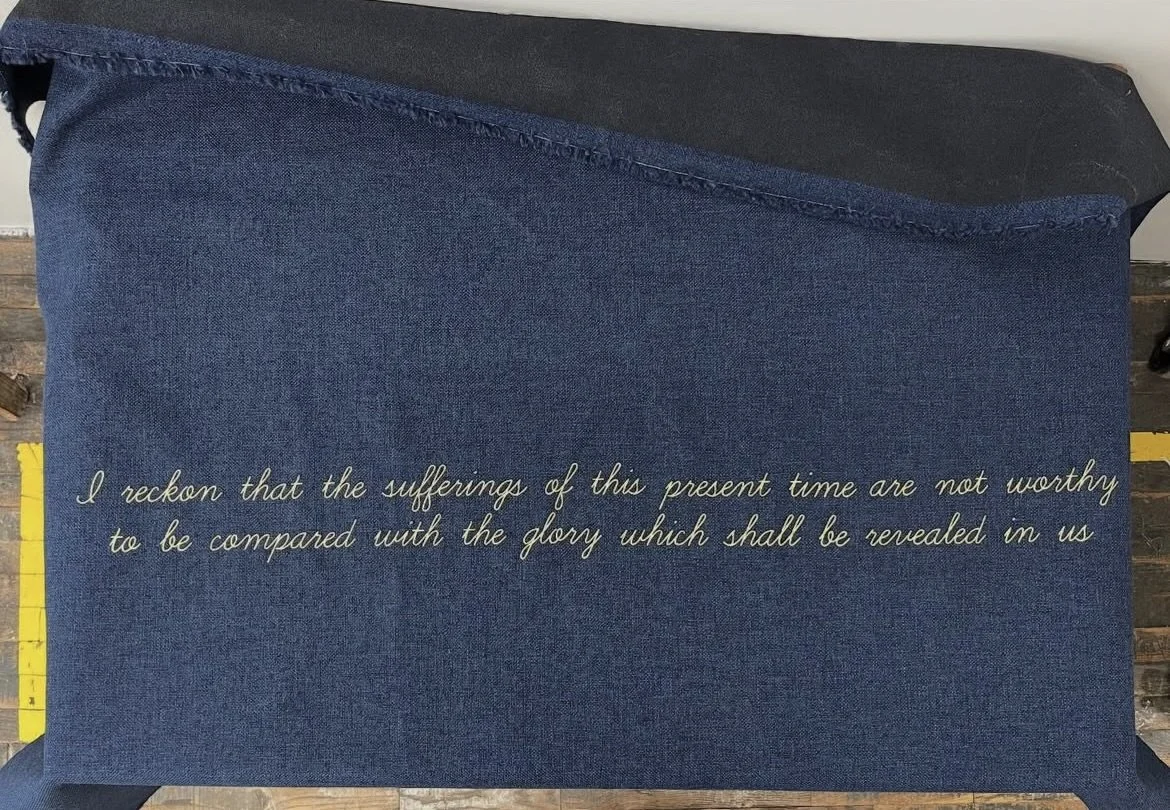 I reckon that the sufferings of this present time are not worthy
to be compared with the glory which shall be revealed in us